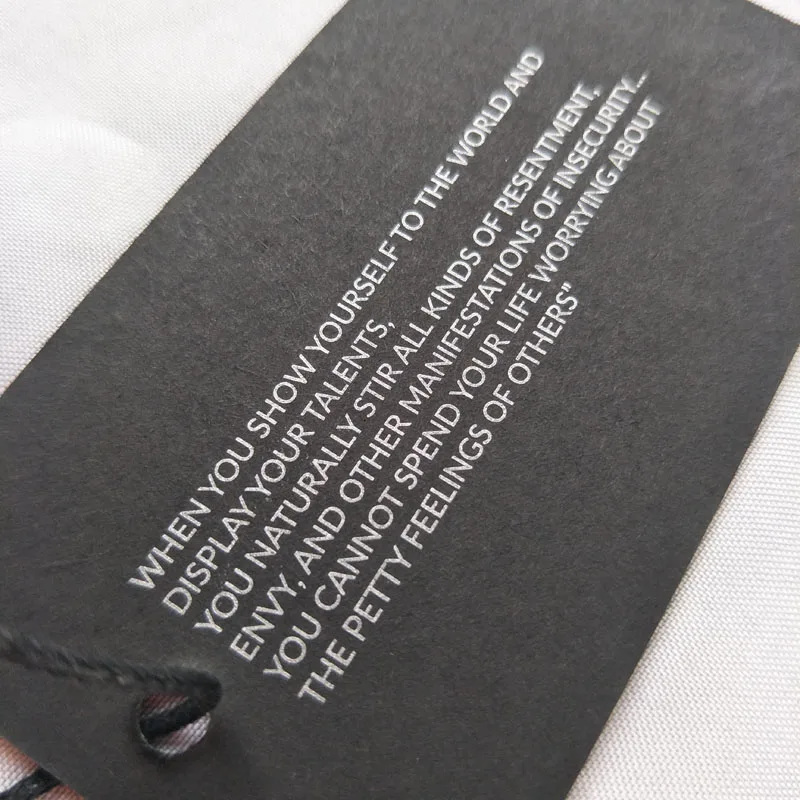 WHEN YOU SHOW YOURSELF TO THE WORLD AND
DISPLAY YOUR TALENTS,
YOU NATURALLY STIR ALL KINDS OF RESENTMENT,
ENVY, AND OTHER MANIFESTATIONS OF INSECURITY...
YOU CANNOT SPEND YOUR LIFE WORRYING ABOUT
THE PETTY FEELINGS OF OTHERS”